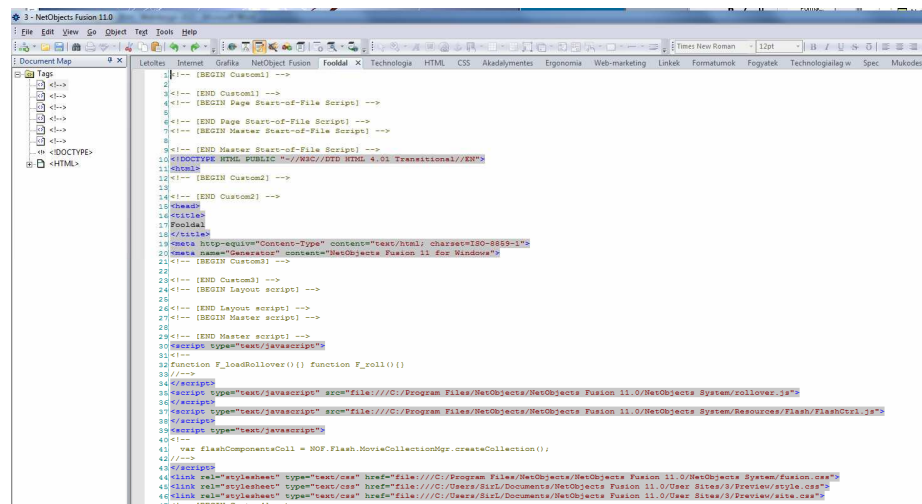 3 - NetObjects Fusion 11.0
File Edit View Go Object Text Tools Help
Times New Roman 12pt B I U
Document Map
Letoltes Internet Grafika NetObject Fusion Fooldal × Technologia HTML CSS Akadalymentes Ergonomia Web-marketing Linkek Formatumok Fogyatek Technologiailag w Spec Mukodes
Tags
<!-->
<!-->
<!-->
<!-->
<!-->
<!DOCTYPE>
<HTML>
1 <!-- [BEGIN Custom1] -->
2
3 <!-- [END Custom1] -->
4 <!-- [BEGIN Page Start-of-File Script] -->
5
6 <!-- [END Page Start-of-File Script] -->
7 <!-- [BEGIN Master Start-of-File Script] -->
8
9 <!-- [END Master Start-of-File Script] -->
10 <!DOCTYPE HTML PUBLIC "-//W3C//DTD HTML 4.01 Transitional//EN">
11 <html>
12 <!-- [BEGIN Custom2] -->
13
14 <!-- [END Custom2] -->
15 <head>
16 <title>
17 Fooldal
18 </title>
19 <meta http-equiv="Content-Type" content="text/html; charset=ISO-8859-1">
20 <meta name="Generator" content="NetObjects Fusion 11 for Windows">
21 <!-- [BEGIN Custom3] -->
22
23 <!-- [END Custom3] -->
24 <!-- [BEGIN Layout script] -->
25
26 <!-- [END Layout script] -->
27 <!-- [BEGIN Master script] -->
28
29 <!-- [END Master script] -->
30 <script type="text/javascript">
31 <!--
32 function F_loadRollover(){} function F_roll(){}
33 //-->
34 </script>
35 <script type="text/javascript" src="file:///C:/Program Files/NetObjects/NetObjects Fusion 11.0/NetObjects System/rollover.js">
36 </script>
37 <script type="text/javascript" src="file:///C:/Program Files/NetObjects/NetObjects Fusion 11.0/NetObjects System/Resources/Flash/FlashCtrl.js">
38 </script>
39 <script type="text/javascript">
40 <!--
41 var flashComponentsColl = NOF.Flash.MovieCollectionMgr.createCollection();
42 //-->
43 </script>
44 <link rel="stylesheet" type="text/css" href="file:///C:/Program Files/NetObjects/NetObjects Fusion 11.0/NetObjects System/fusion.css">
45 <link rel="stylesheet" type="text/css" href="file:///C:/Users/SirL/Documents/NetObjects Fusion 11.0/User Sites/3/Preview/style.css">
46 <link rel="stylesheet" type="text/css" href="file:///C:/Users/SirL/Documents/NetObjects Fusion 11.0/User Sites/3/Preview/site.css">